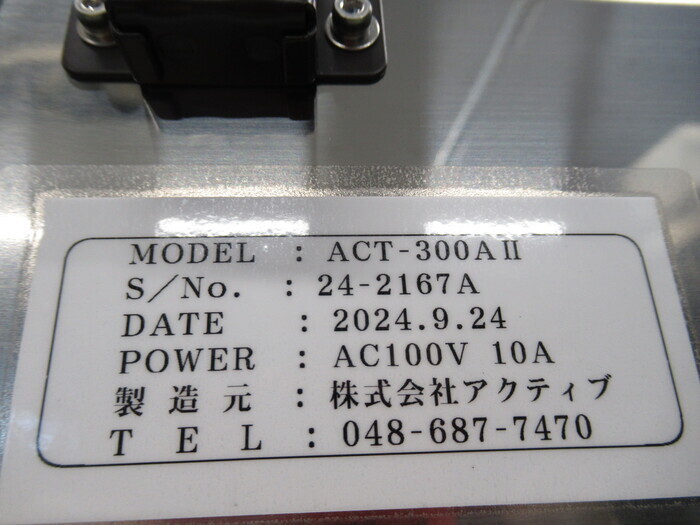 MODEL : ACT-300AⅡ
S/No. : 24-2167A
DATE : 2024.9.24
POWER : AC100V 10A
製造元 : 株式会社アクティブ
TEL : 048-687-7470